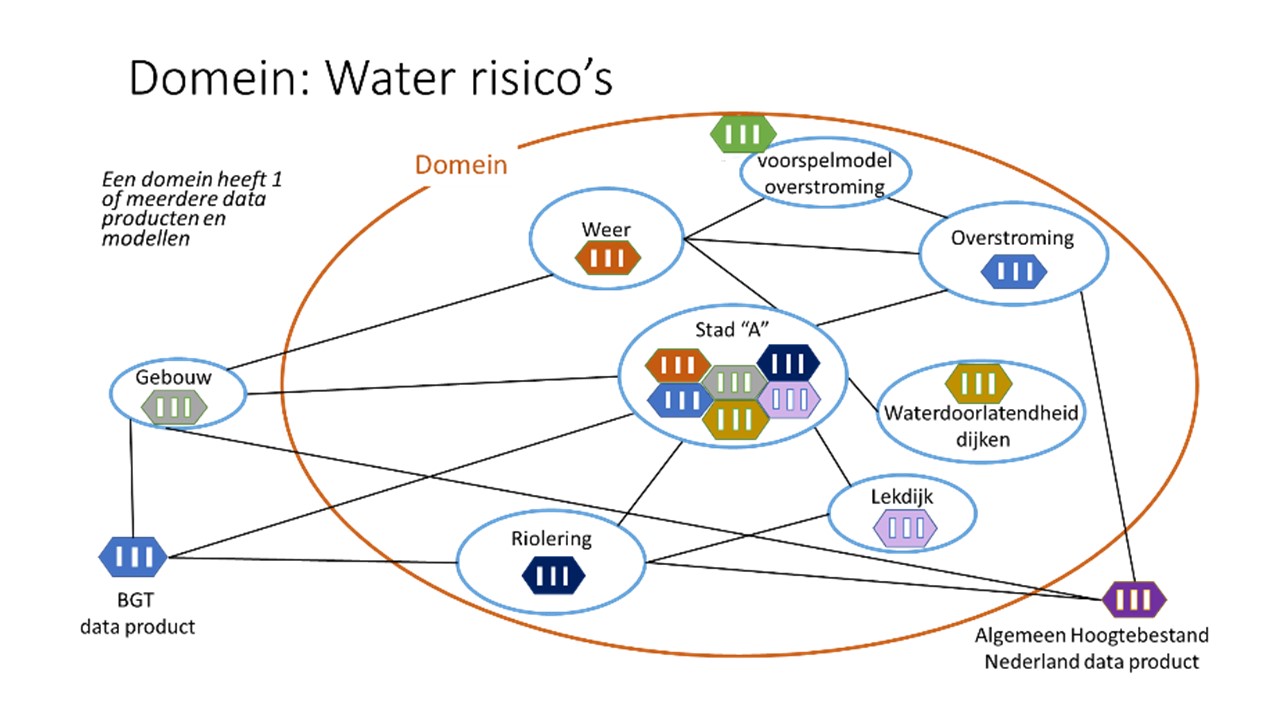 Domein: Water risico’s
Een domein heeft 1
of meerdere data
producten en
modellen
Domein
voorspelmodel
overstroming
Weer
Overstroming
Stad “A”
Gebouw
Waterdoorlatendheid
dijken
Lekdijk
Riolering
BGT
data product
Algemeen Hoogtebestand
Nederland data product